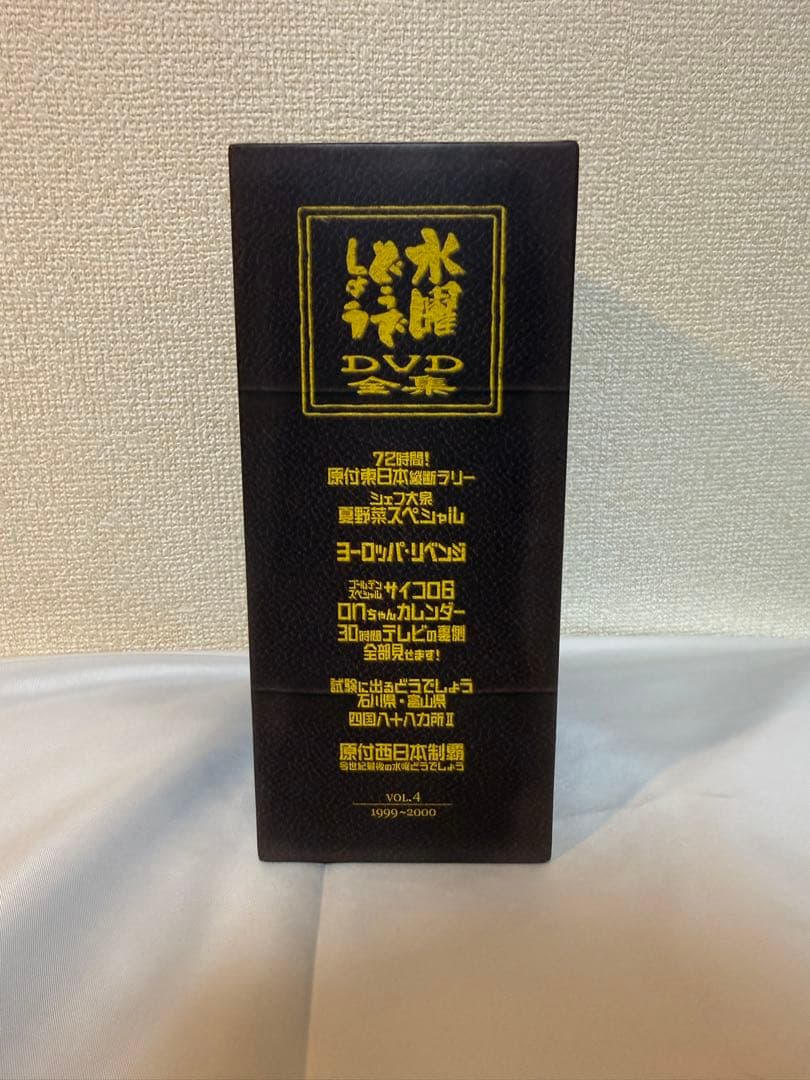 水曜
どうで
しょう
DVD
全集
72時間!
原付東日本縦断ラリー
シェフ大泉
夏野菜スペシャル
ヨーロッパ・リベンジ
ゴールデン
スペシャル サイコロ6
onちゃんカレンダー
30時間テレビの裏側
全部見せます!
試験に出るどうでしょう
石川県・富山県
四国八十八カ所Ⅱ
原付西日本制覇
今世紀最後の水曜どうでしょう
VOL.4
1999~2000